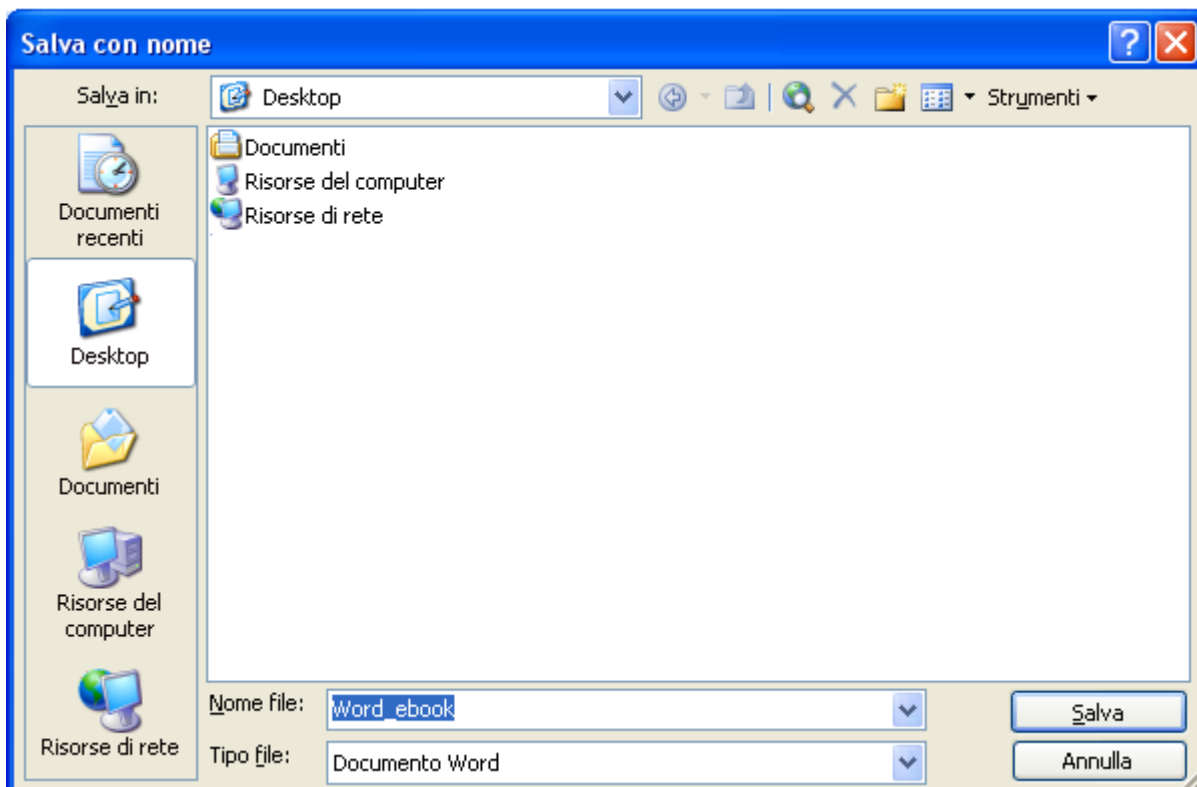 Salva con nome
Salva in:
Desktop
Strumenti
Documenti
recenti
Desktop
Documenti
Risorse del
computer
Risorse di rete
Documenti
Risorse del computer
Risorse di rete
Nome file:
Word_ebook
Salva
Tipo file:
Documento Word
Annulla